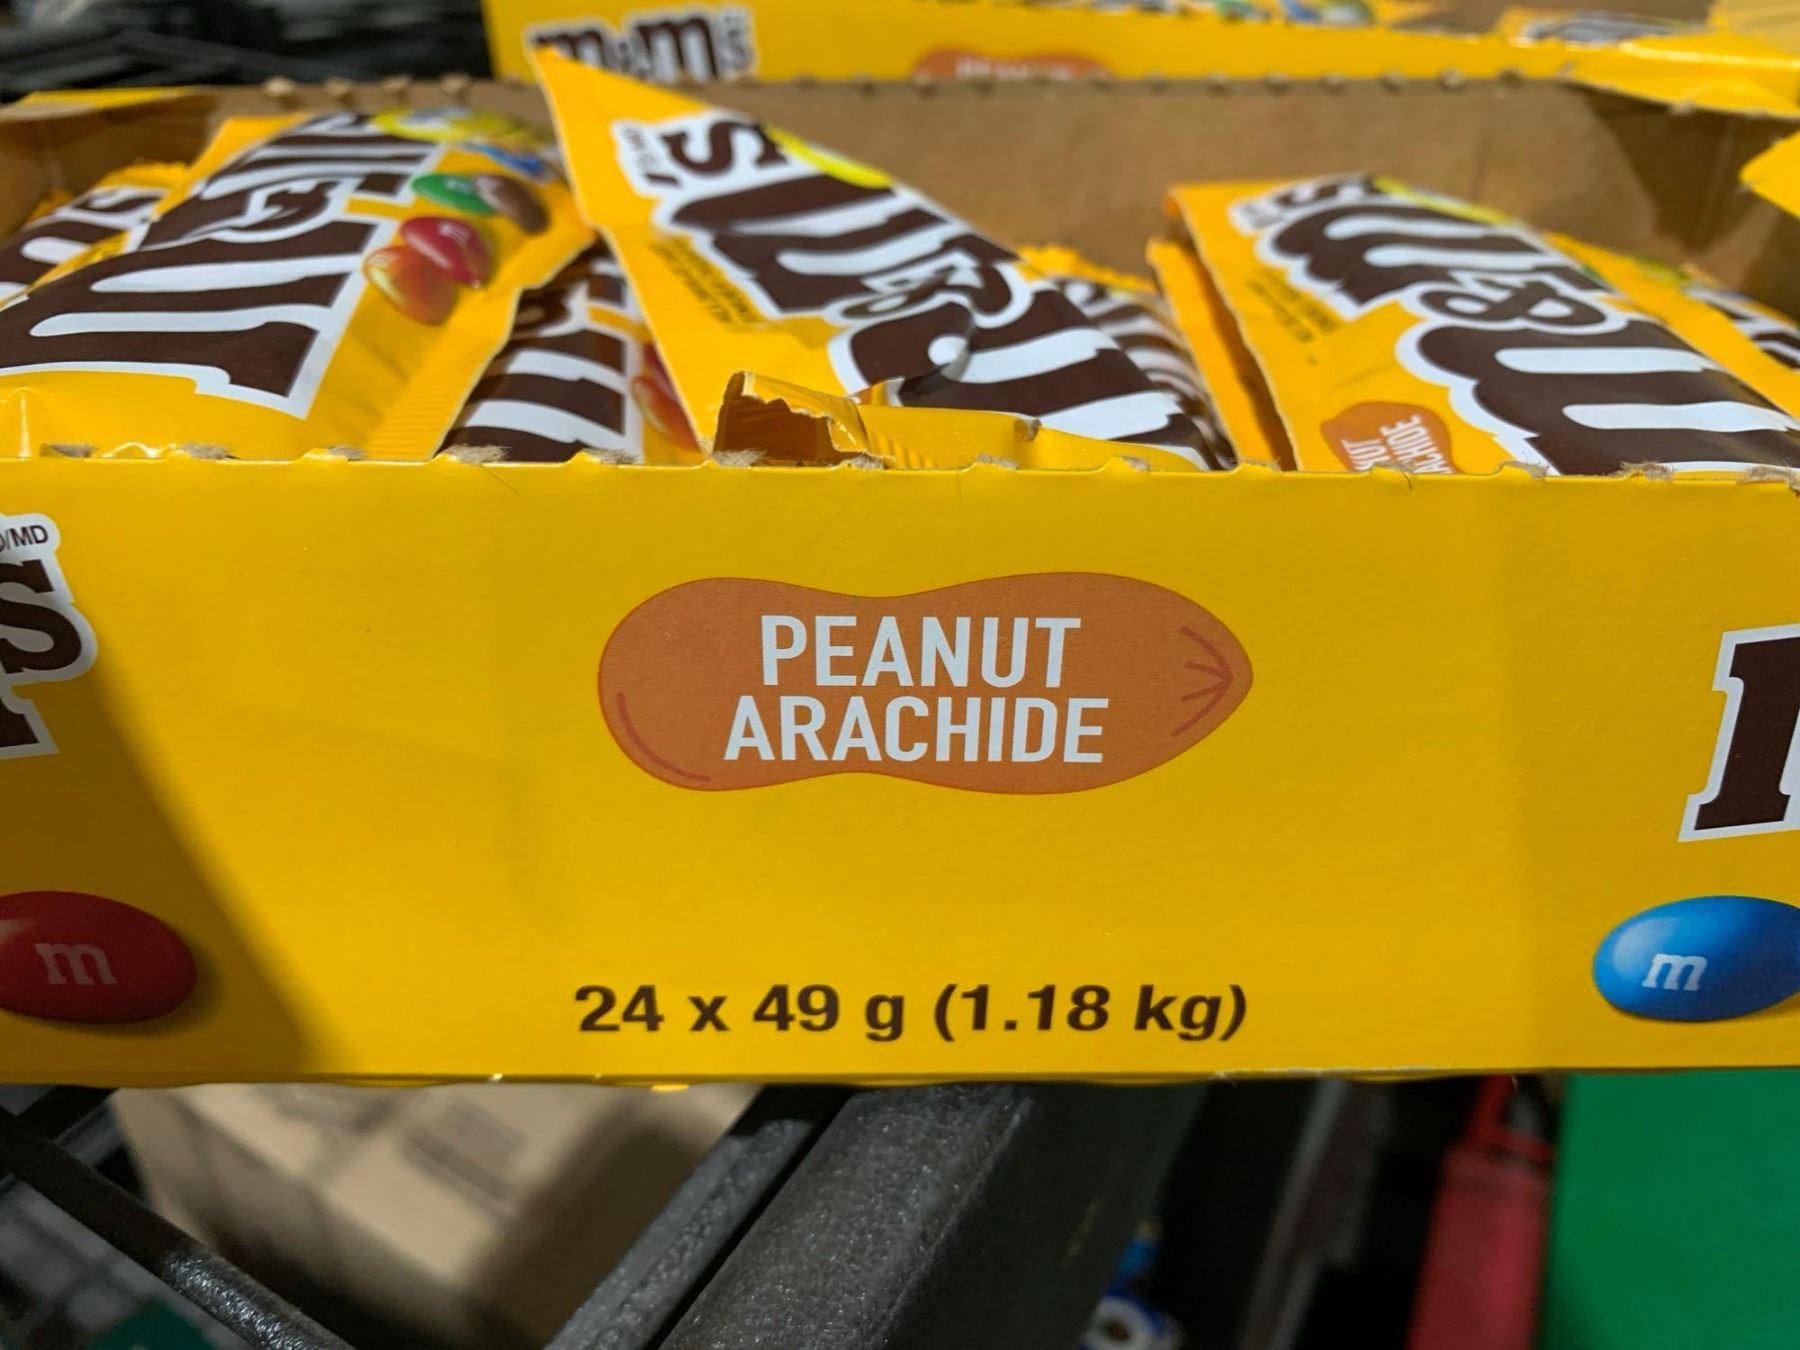 m&m's
m&m's
m&m's
m&m's
PEANUT
ARACHIDE
/MD
m
m
24 x 49 g (1.18 kg)